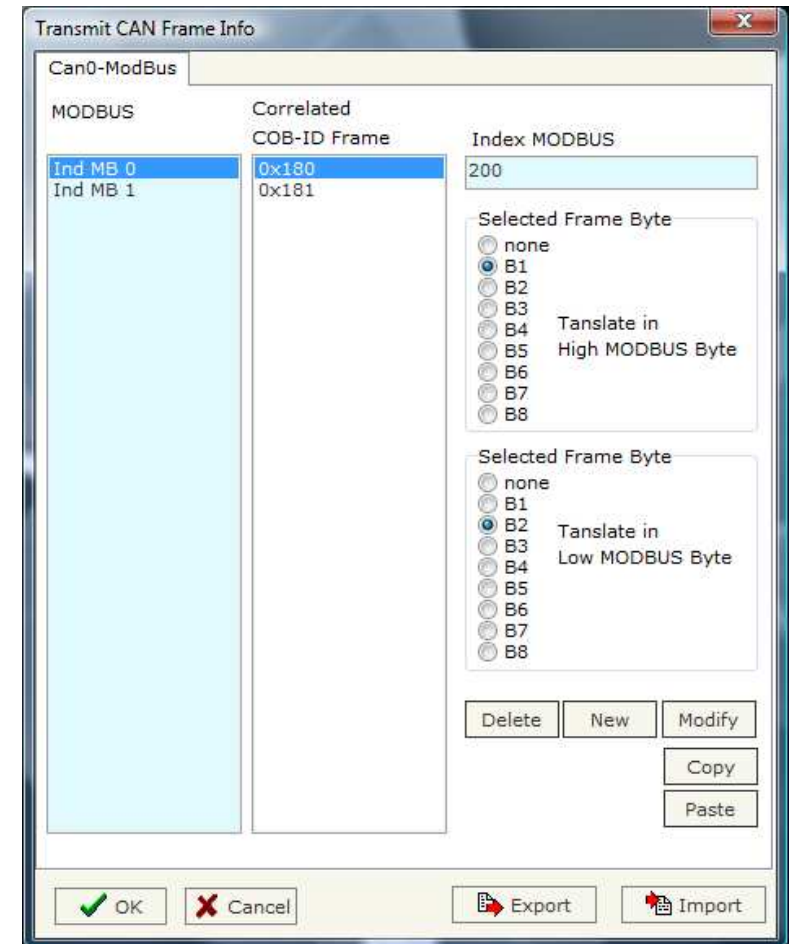 Transmit CAN Frame Info
Can0-ModBus
MODBUS
Correlated
COB-ID Frame
Ind MB 0
Ind MB 1
0x180
0x181
Index MODBUS
200
Selected Frame Byte
none
B1
B2
B3
B4
B5
B6
B7
B8
Tanslate in
High MODBUS Byte
Selected Frame Byte
none
B1
B2
B3
B4
B5
B6
B7
B8
Tanslate in
Low MODBUS Byte
Delete
New
Modify
Copy
Paste
OK
Cancel
Export
Import